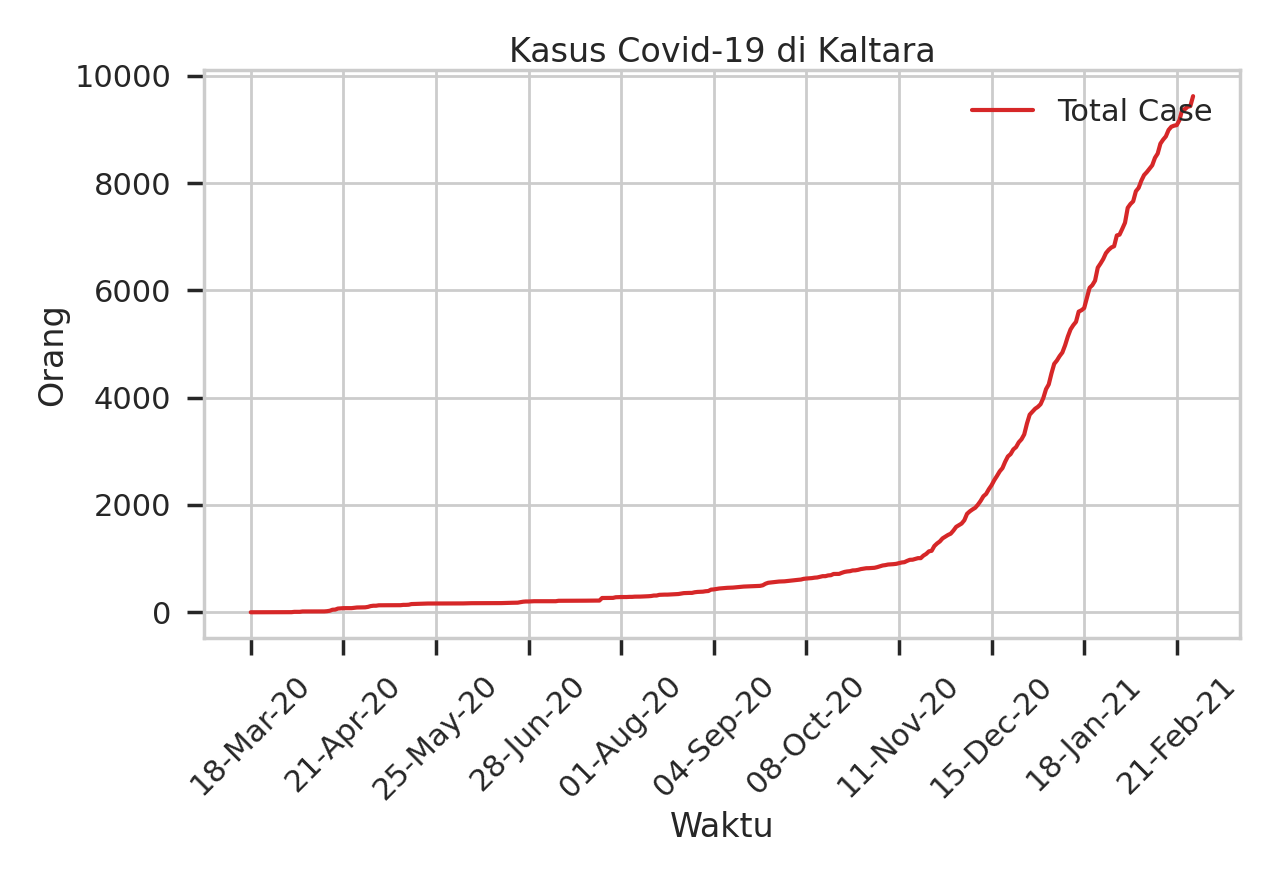 Kasus Covid-19 di Kaltara
Total Case
Orang
10000
8000
6000
4000
2000
0
18-Mar-20
21-Apr-20
25-May-20
28-Jun-20
01-Aug-20
04-Sep-20
08-Oct-20
11-Nov-20
15-Dec-20
18-Jan-21
21-Feb-21
Waktu